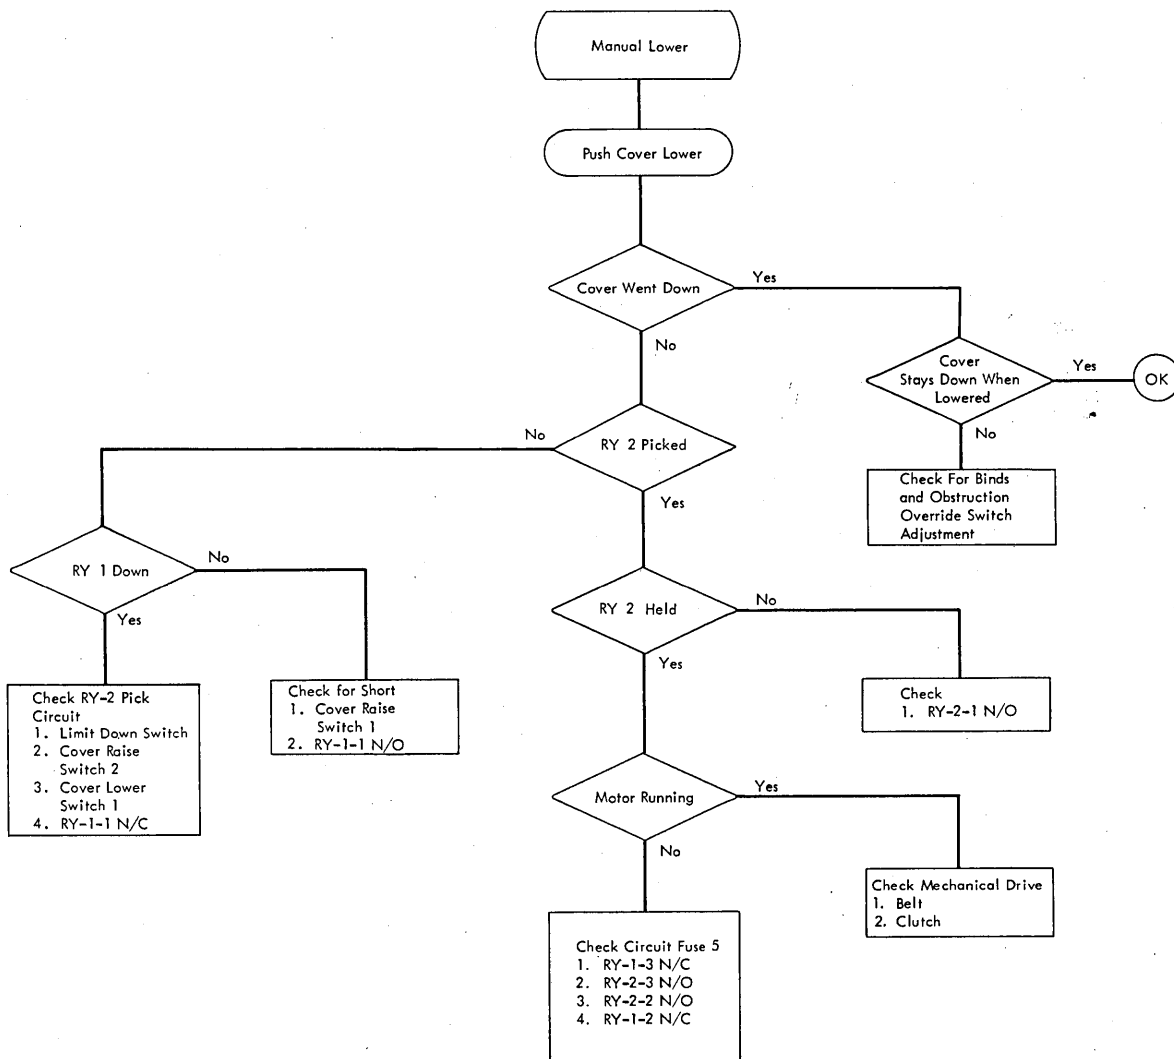 Manual Lower
Push Cover Lower
Cover Went Down
Yes
No
Cover
Stays Down When
Lowered
Yes
OK
No
Check For Binds
and Obstruction
Override Switch
Adjustment
RY 2 Picked
No
Yes
RY 1 Down
No
Yes
Check RY-2 Pick
Circuit
1. Limit Down Switch
2. Cover Raise
Switch 2
3. Cover Lower
Switch 1
4. RY-1-1 N/C
Check for Short
1. Cover Raise
Switch 1
2. RY-1-1 N/O
RY 2 Held
No
Yes
Check
1. RY-2-1 N/O
Motor Running
Yes
No
Check Mechanical Drive
1. Belt
2. Clutch
Check Circuit Fuse 5
1. RY-1-3 N/C
2. RY-2-3 N/O
3. RY-2-2 N/O
4. RY-1-2 N/C